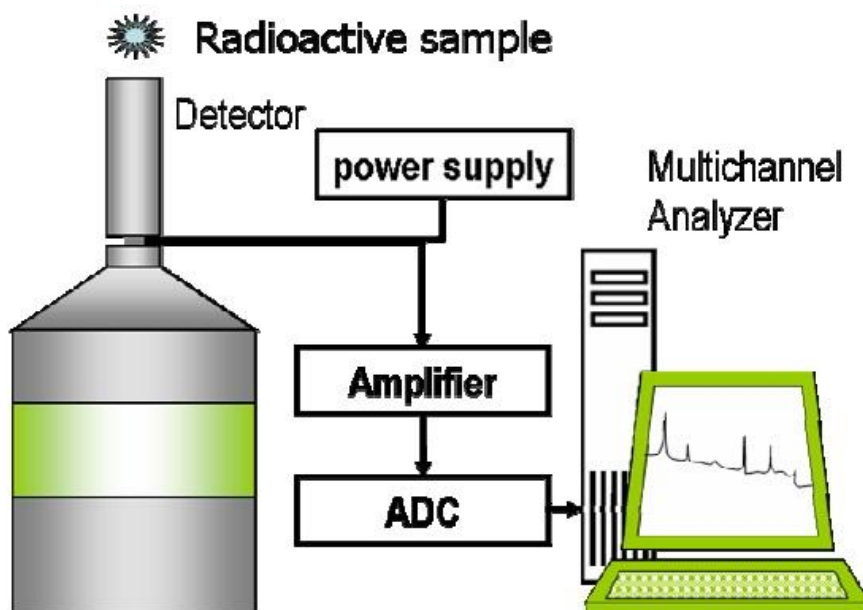 Radioactive sample
Detector
power supply
Multichannel
Analyzer
Amplifier
ADC